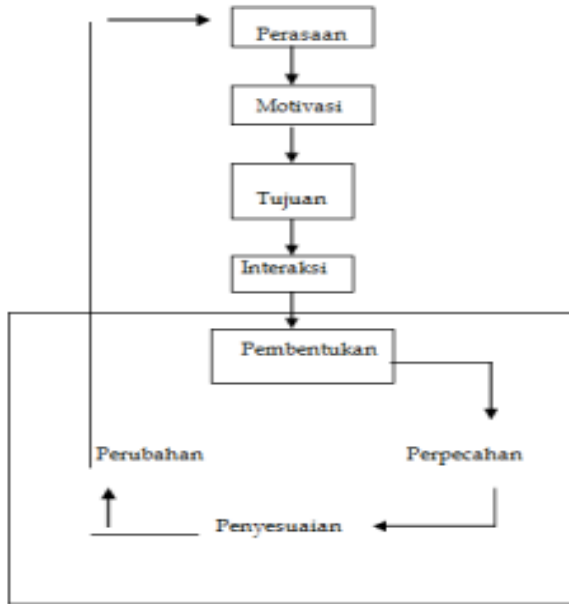 Perasaan
Motivasi
Tujuan
Interaksi
Pembentukan
Perubahan
Perpecahan
Penyesuaian